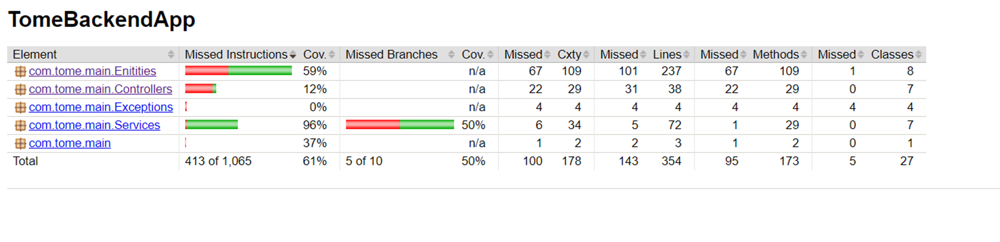 TomeBackendApp
Element Missed Instructions Cov. Missed Branches Cov. Missed Cxty Missed Lines Missed Methods Missed Classes
com.tome.main.Enitities 59% n/a 67 109 101 237 67 109 1 8
com.tome.main.Controllers 12% n/a 22 29 31 38 22 29 0 7
com.tome.main.Exceptions 0% n/a 4 4 4 4 4 4 4 4
com.tome.main.Services 96% 50% 6 34 5 72 1 29 0 7
com.tome.main 37% n/a 1 2 2 3 1 2 0 1
Total 413 of 1,065 61% 5 of 10 50% 100 178 143 354 95 173 5 27